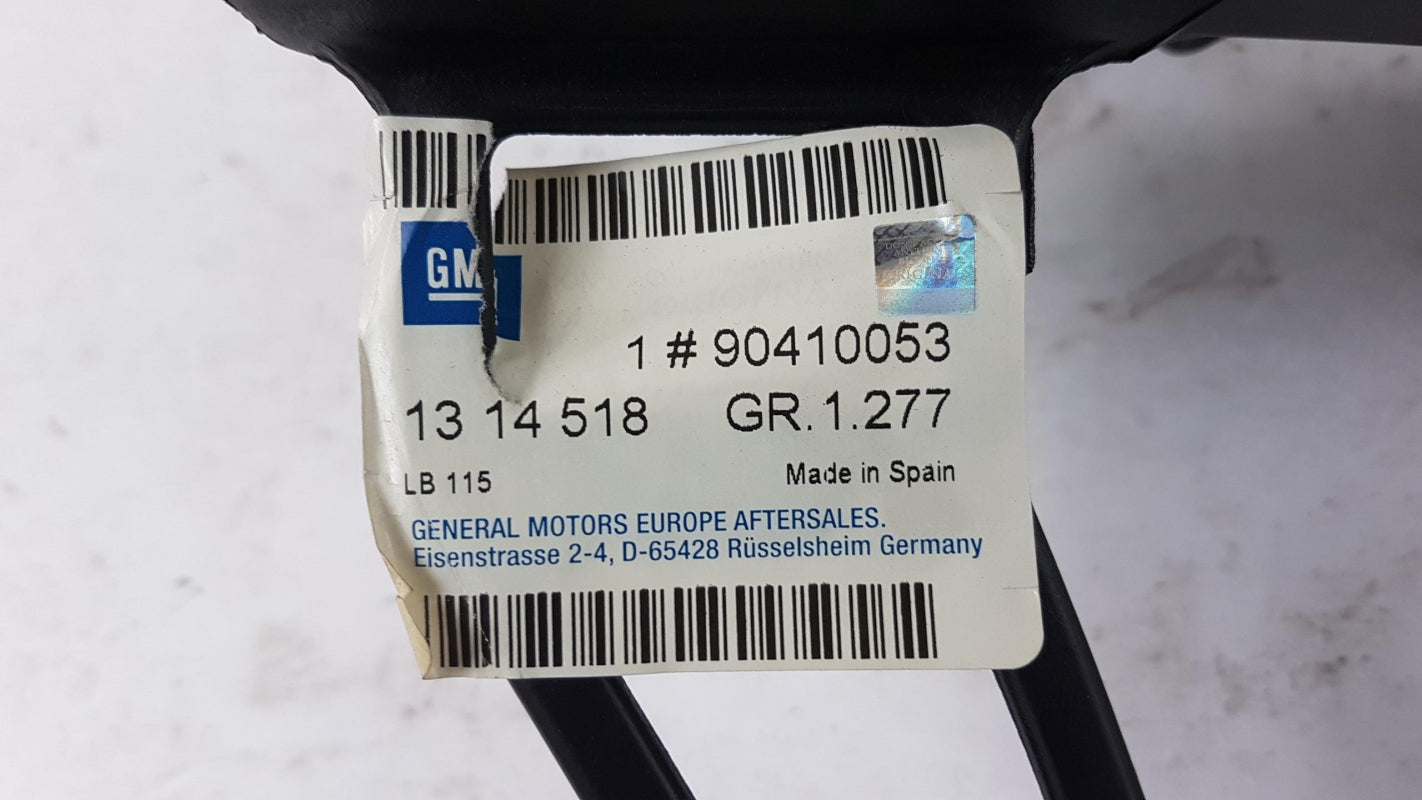 GM
1 # 90410053
13 14 518 GR.1.277
LB 115 Made in Spain
GENERAL MOTORS EUROPE AFTERSALES.
Eisenstrasse 2-4, D-65428 Rüsselsheim Germany